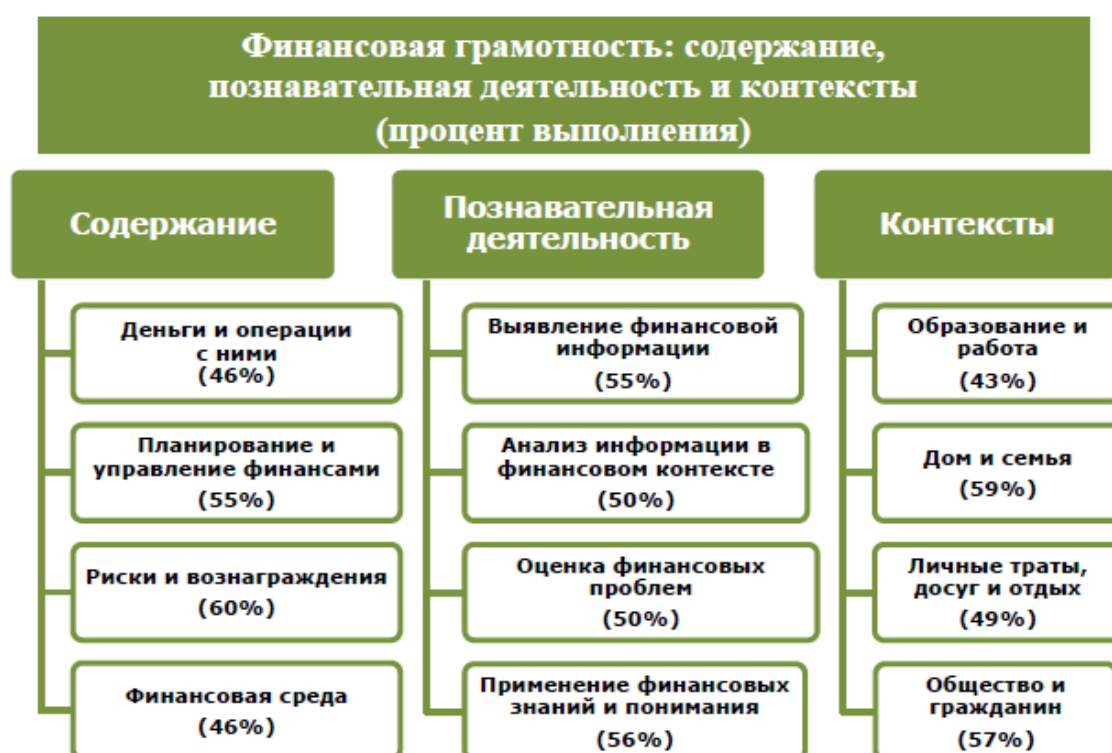 Финансовая грамотность: содержание,
познавательная деятельность и контексты
(процент выполнения)
Содержание
Деньги и операции
с ними
(46%)
Планирование и
управление финансами
(55%)
Риски и вознаграждения
(60%)
Финансовая среда
(46%)
Познавательная
деятельность
Выявление финансовой
информации
(55%)
Анализ информации в
финансовом контексте
(50%)
Оценка финансовых
проблем
(50%)
Применение финансовых
знаний и понимания
(56%)
Контексты
Образование и
работа
(43%)
Дом и семья
(59%)
Личные траты,
досуг и отдых
(49%)
Общество и
гражданин
(57%)